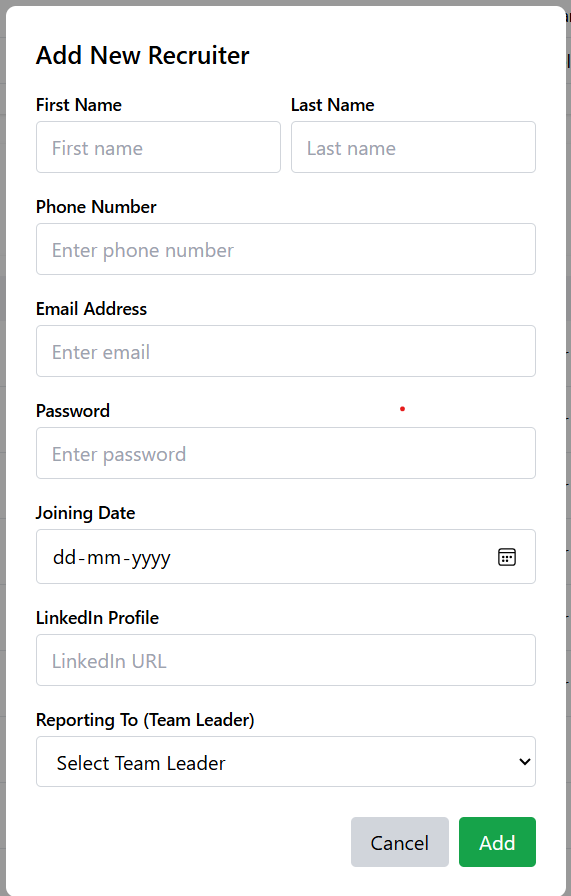 Add New Recruiter
First Name Last Name
First name Last name
Phone Number
Enter phone number
Email Address
Enter email
Password
Enter password
Joining Date
dd-mm-yyyy
LinkedIn Profile
LinkedIn URL
Reporting To (Team Leader)
Select Team Leader
Cancel Add